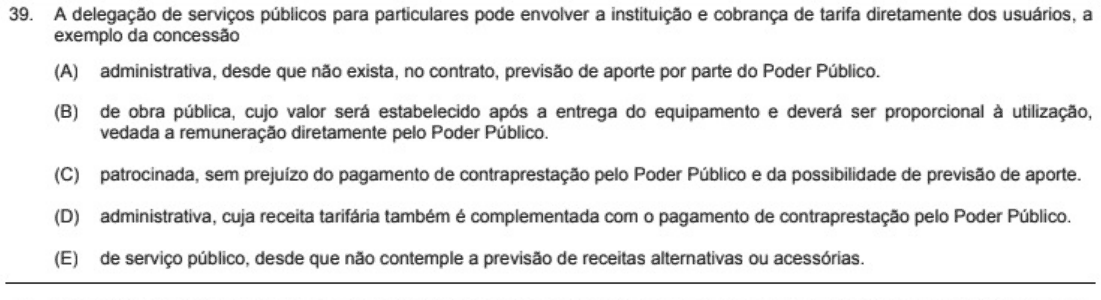 39. A delegação de serviços públicos para particulares pode envolver a instituição e cobrança de tarifa diretamente dos usuários, a
exemplo da concessão
(A) administrativa, desde que não exista, no contrato, previsão de aporte por parte do Poder Público.
(B) de obra pública, cujo valor será estabelecido após a entrega do equipamento e deverá ser proporcional à utilização,
vedada a remuneração diretamente pelo Poder Público.
(C) patrocinada, sem prejuízo do pagamento de contraprestação pelo Poder Público e da possibilidade de previsão de aporte.
(D) administrativa, cuja receita tarifária também é complementada com o pagamento de contraprestação pelo Poder Público.
(E) de serviço público, desde que não contemple a previsão de receitas alternativas ou acessórias.